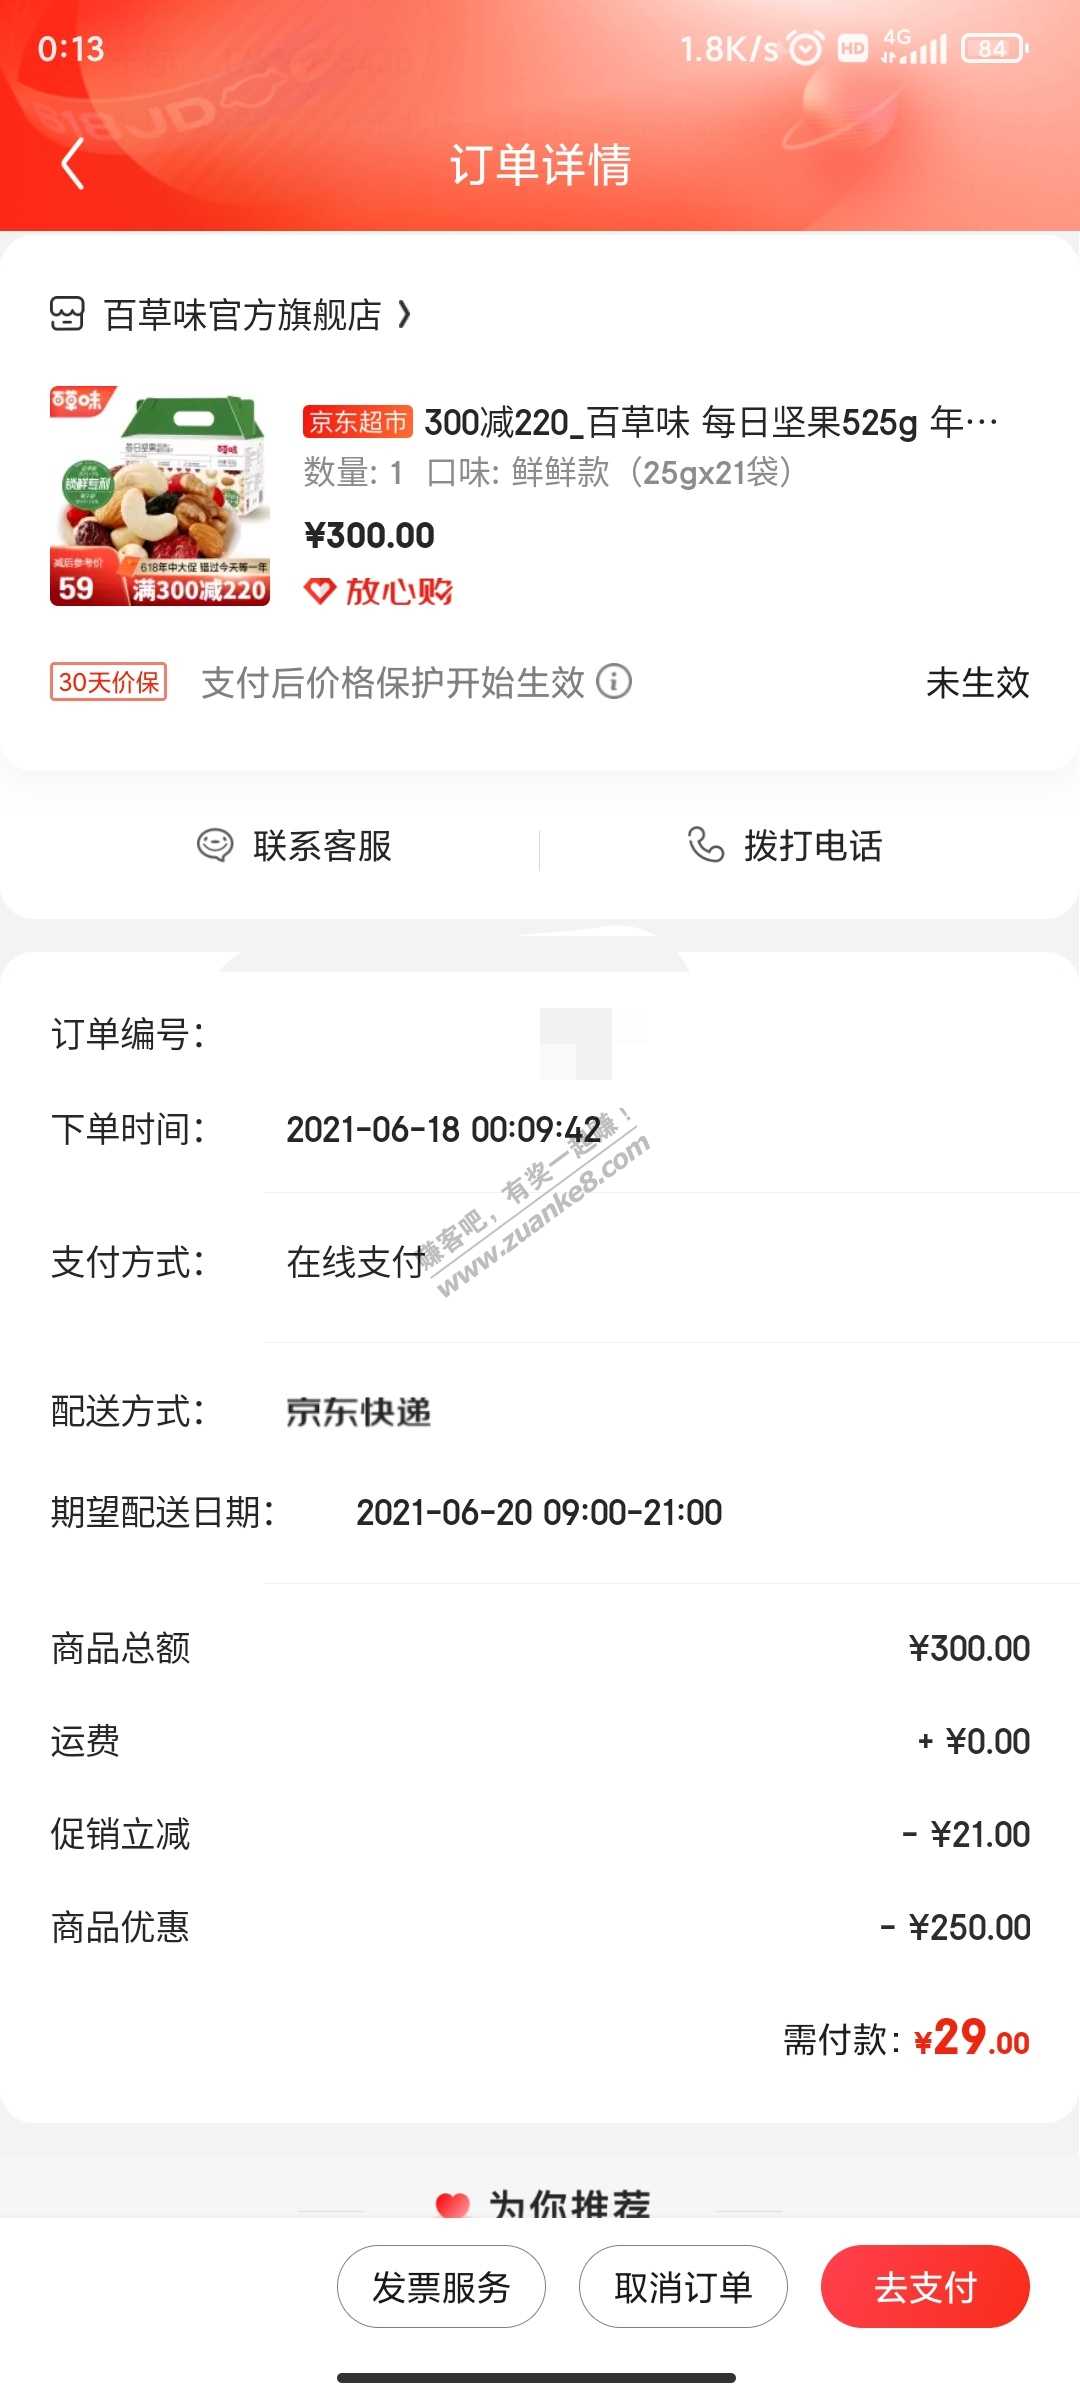 0:13
1.8K/s HD 4G 84
订单详情
百草味官方旗舰店
百草味
每日坚果
百草味
锁鲜专利
减后参考价
59
618年中大促 错过今天等一年
满300减220
京东超市 300减220_百草味 每日坚果525g 年…
数量: 1 口味: 鲜鲜款（25gx21袋）
¥300.00
放心购
30天价保 支付后价格保护开始生效 未生效
联系客服
拨打电话
订单编号：
下单时间： 2021-06-18 00:09:42
赚客吧，有奖一起赚！
www.zuanke8.com
支付方式： 在线支付
配送方式： 京东快递
期望配送日期： 2021-06-20 09:00-21:00
商品总额 ¥300.00
运费 + ¥0.00
促销立减 - ¥21.00
商品优惠 - ¥250.00
需付款: ¥29.00
为你推荐
发票服务
取消订单
去支付